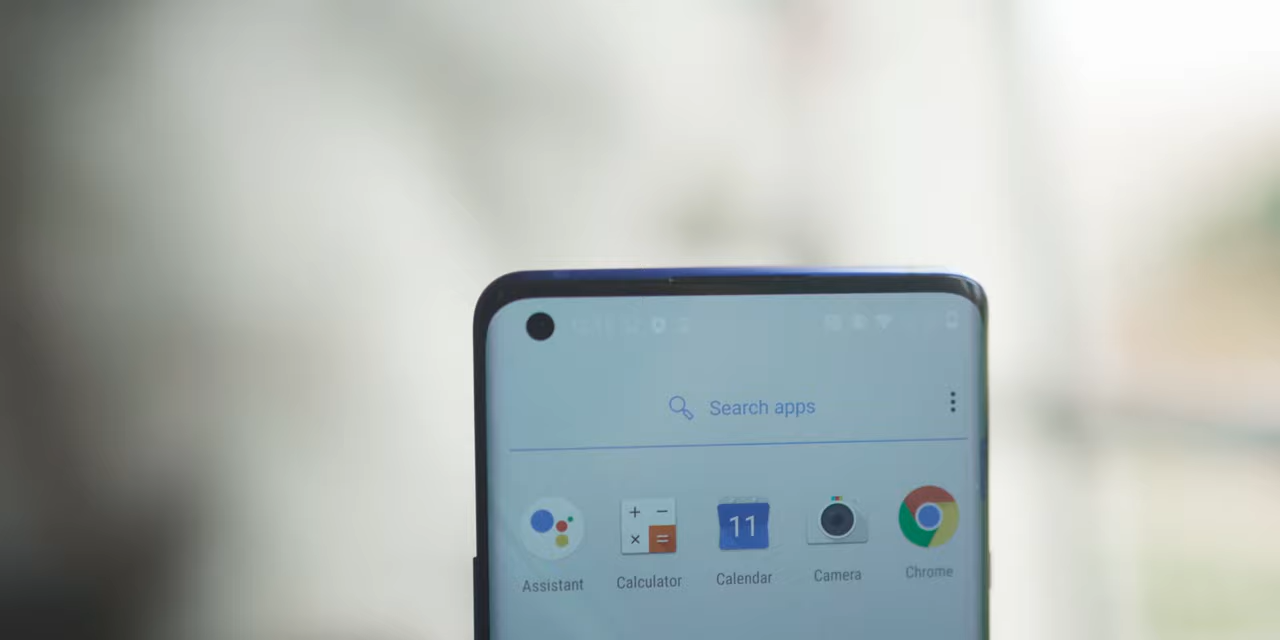 Search apps
+ −
× =
11
Assistant Calculator Calendar Camera Chrome